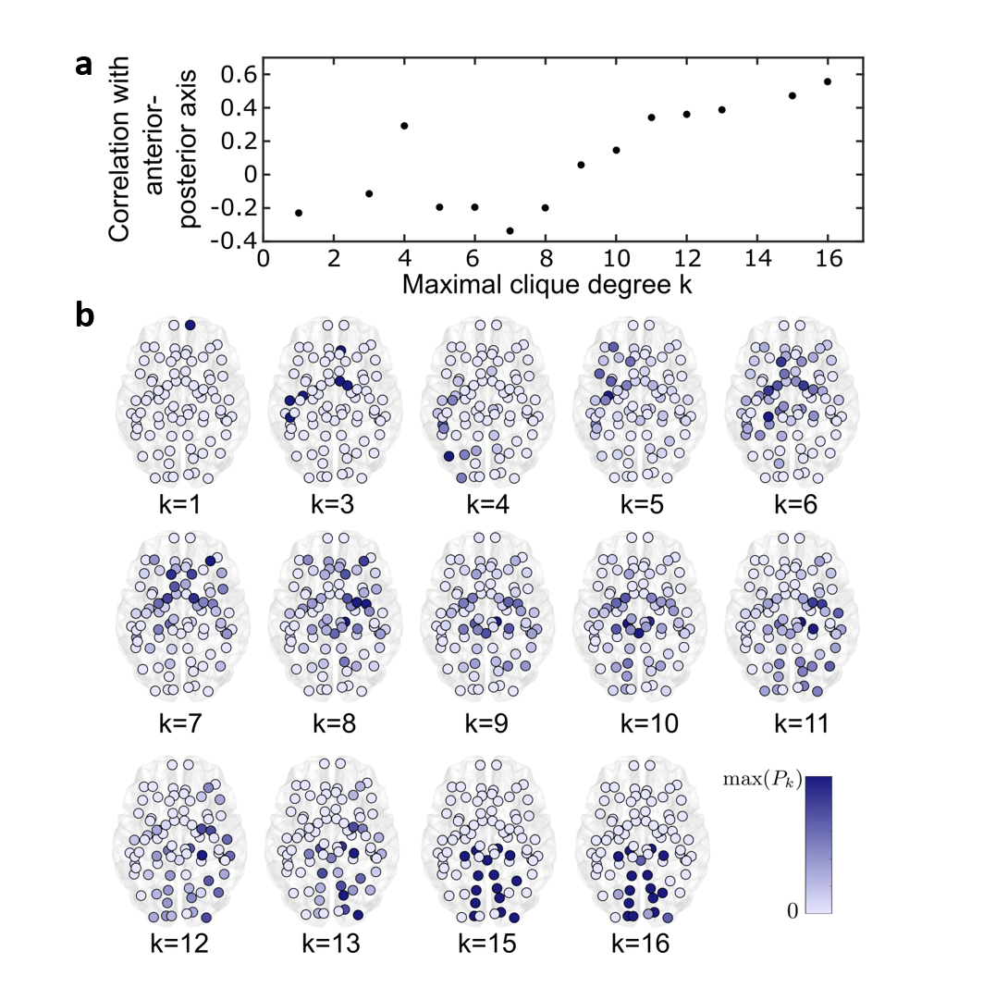 a
Correlation with
anterior-
posterior axis
0.6
0.4
0.2
0
-0.2
-0.4
0 2 4 6 8 10 12 14 16
Maximal clique degree k
b
k=1 k=3 k=4 k=5 k=6
k=7 k=8 k=9 k=10 k=11
max(Pk)
0
k=12 k=13 k=15 k=16